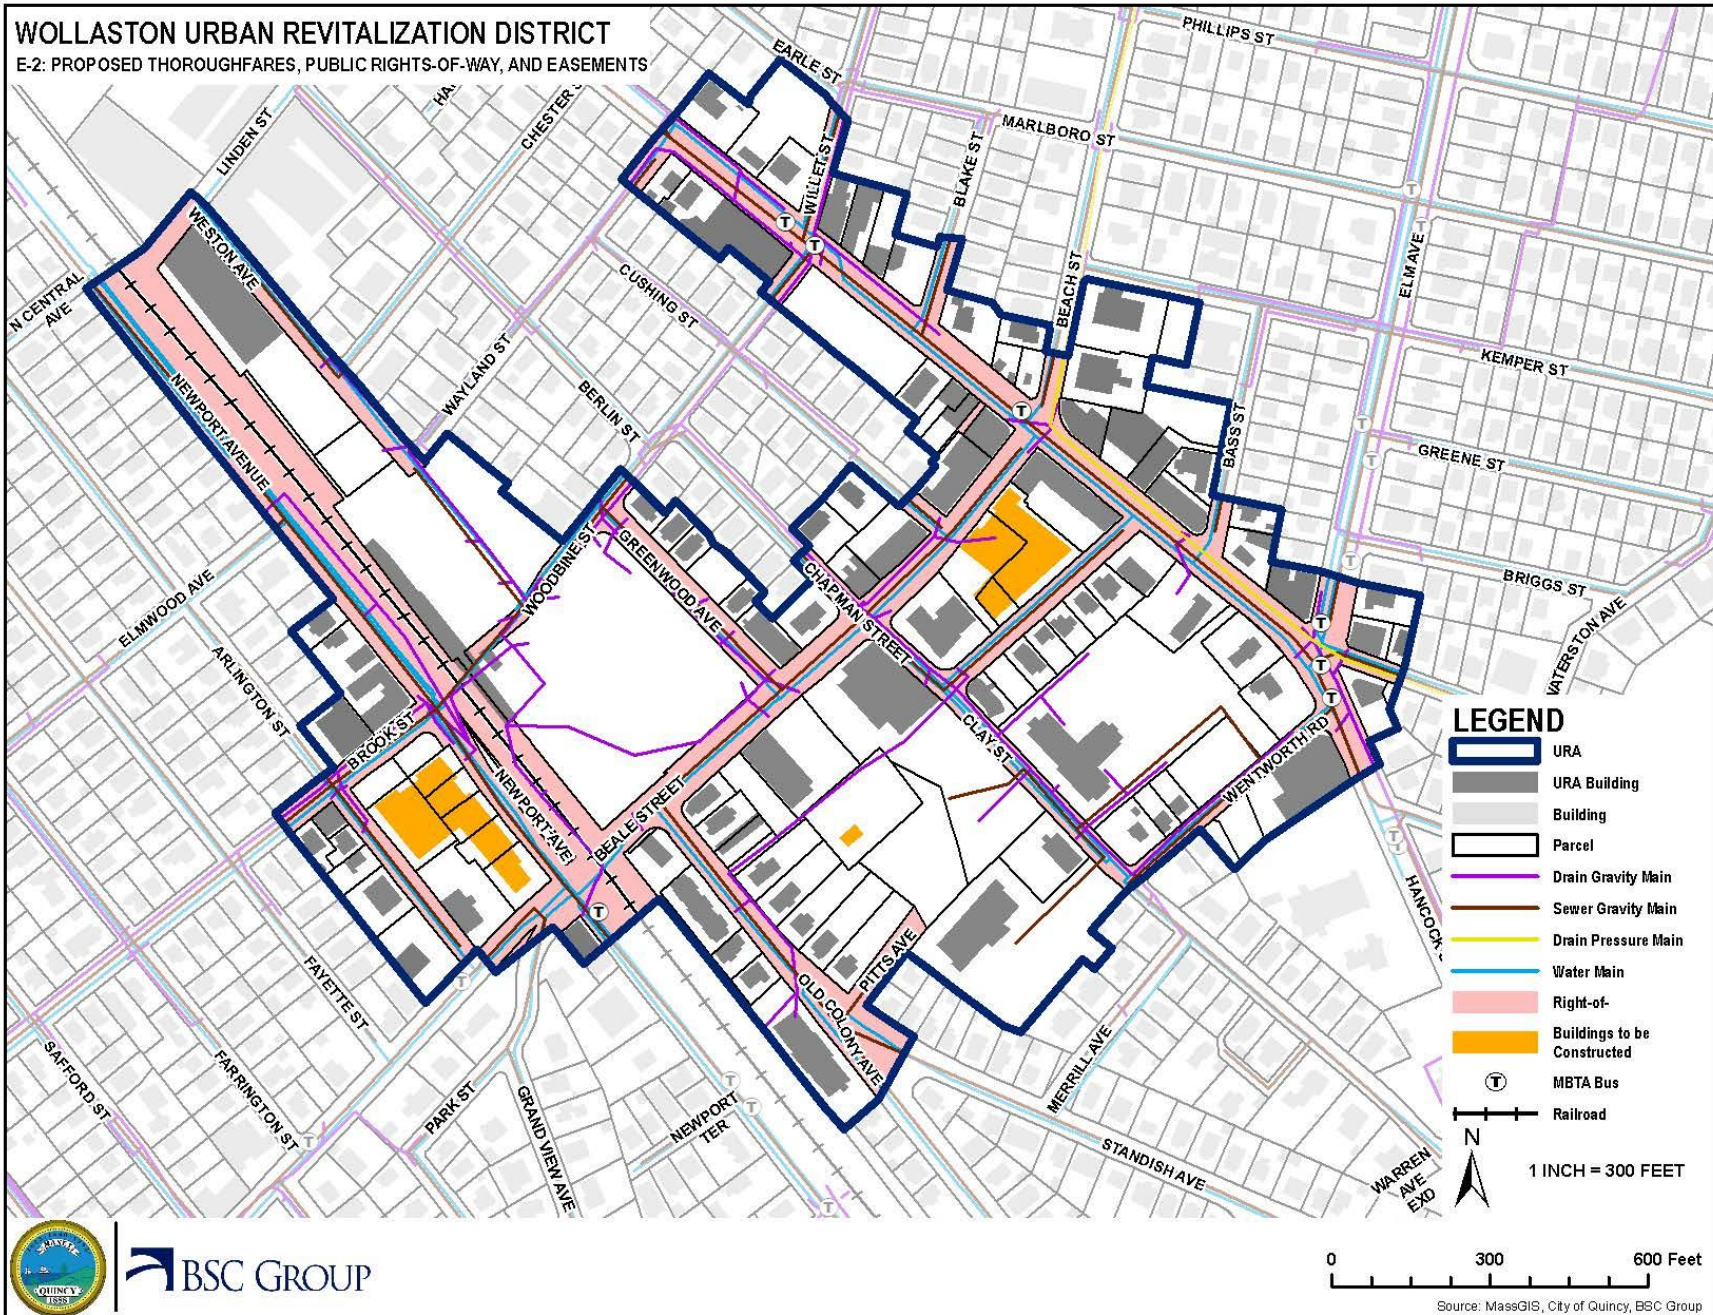 WOLLASTON URBAN REVITALIZATION DISTRICT
E-2: PROPOSED THOROUGHFARES, PUBLIC RIGHTS-OF-WAY, AND EASEMENTS
PHILLIPS ST
EARLE ST
LINDEN ST
CHESTER
MARLBORO ST
WILLET ST
BLAKE ST
WESTON AVE
ELM AVE
N CENTRAL
AVE
CUSHING ST
BEACH ST
WAYLAND ST
KEMPER ST
NEWPORT AVENUE
BERLIN ST
BASS ST
GREENE ST
WOODBINE ST
GREENWOOD AVE
ELMWOOD AVE
CHAPMAN STREET
BRIGGS ST
WATERSTON AVE
ARLINGTON ST
BROOK ST
CLAY ST
WENTWORTH RD
NEWPORT AVE
BEALE STREET
HANCOCK
PITTS AVE
FAYETTE ST
OLD COLONY AVE
SAFFORD ST
FARRINGTON ST
PARK ST
GRAND VIEW AVE
NEWPORT
TER
MERRILL AVE
STANDISH AVE
WARREN
AVE
EXD
LEGEND
URA
URA Building
Building
Parcel
Drain Gravity Main
Sewer Gravity Main
Drain Pressure Main
Water Main
Right-of-
Buildings to be
Constructed
T MBTA Bus
Railroad
N
1 INCH = 300 FEET
0 300 600 Feet
Source: MassGIS, City of Quincy, BSC Group
MANET
QUINCY
BSC GROUP